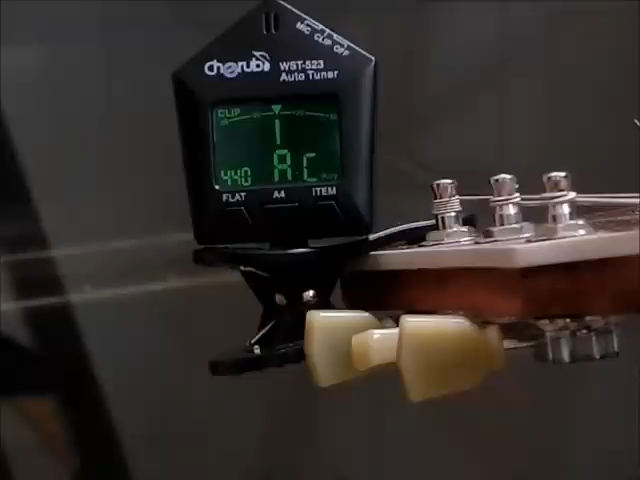 MIC CLIP OFF
cherub WST-523
Auto Tuner
CLIP
440 A C
FLAT A4 ITEM